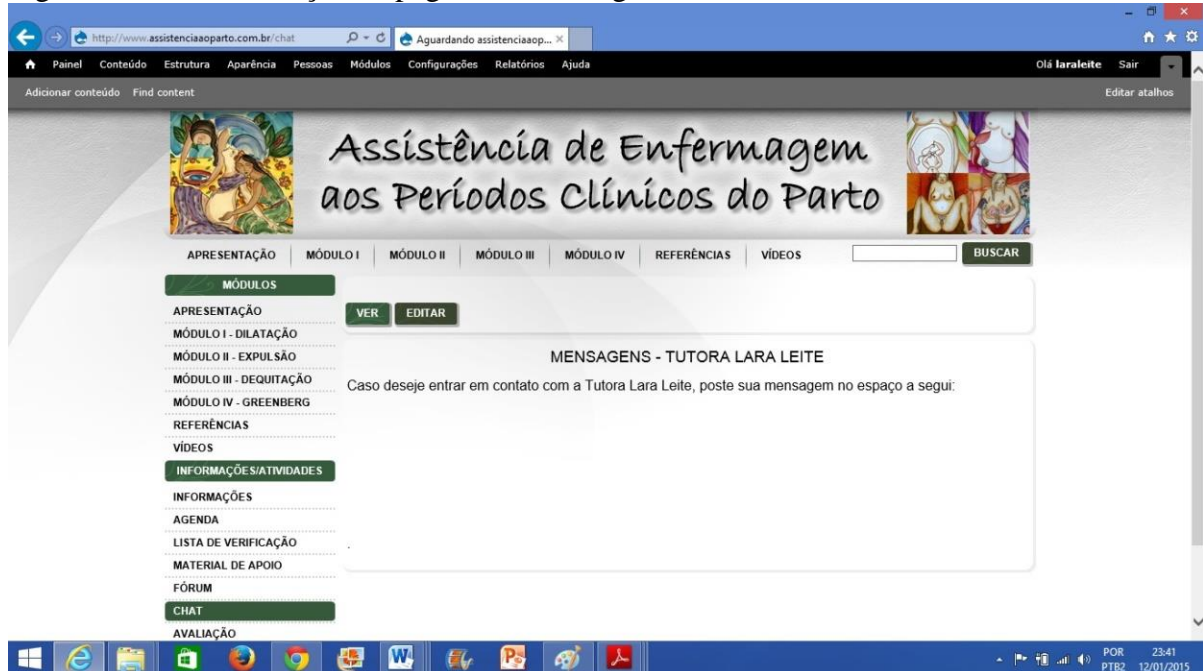 http://www.assistenciaaoparto.com.br/chat
Aguardando assistenciaaop...
Painel Conteúdo Estrutura Aparência Pessoas Módulos Configurações Relatórios Ajuda Olá laraleite Sair
Adicionar conteúdo Find content Editar atalhos
Assistência de Enfermagem
aos Períodos Clínicos do Parto
APRESENTAÇÃO MÓDULO I MÓDULO II MÓDULO III MÓDULO IV REFERÊNCIAS VÍDEOS BUSCAR
MÓDULOS
APRESENTAÇÃO
MÓDULO I - DILATAÇÃO
MÓDULO II - EXPULSÃO
MÓDULO III - DEQUITAÇÃO
MÓDULO IV - GREENBERG
REFERÊNCIAS
VÍDEOS
INFORMAÇÕES/ATIVIDADES
INFORMAÇÕES
AGENDA
LISTA DE VERIFICAÇÃO
MATERIAL DE APOIO
FÓRUM
CHAT
AVALIAÇÃO
VER EDITAR
MENSAGENS - TUTORA LARA LEITE
Caso deseje entrar em contato com a Tutora Lara Leite, poste sua mensagem no espaço a segui:
.
POR 23:41
PTB2 12/01/2015